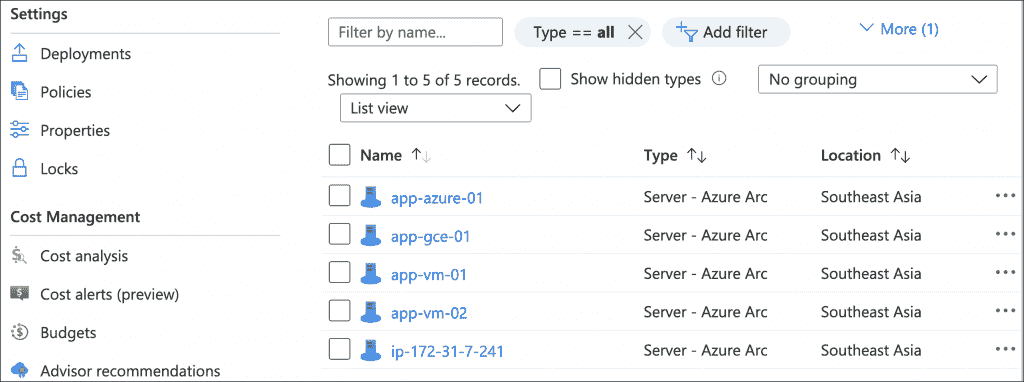 Settings
Deployments
Policies
Properties
Locks
Cost Management
Cost analysis
Cost alerts (preview)
Budgets
Advisor recommendations
Filter by name...
Type == all
Add filter
More (1)
Showing 1 to 5 of 5 records.
Show hidden types
No grouping
List view
Name Type Location
app-azure-01 Server - Azure Arc Southeast Asia
app-gce-01 Server - Azure Arc Southeast Asia
app-vm-01 Server - Azure Arc Southeast Asia
app-vm-02 Server - Azure Arc Southeast Asia
ip-172-31-7-241 Server - Azure Arc Southeast Asia